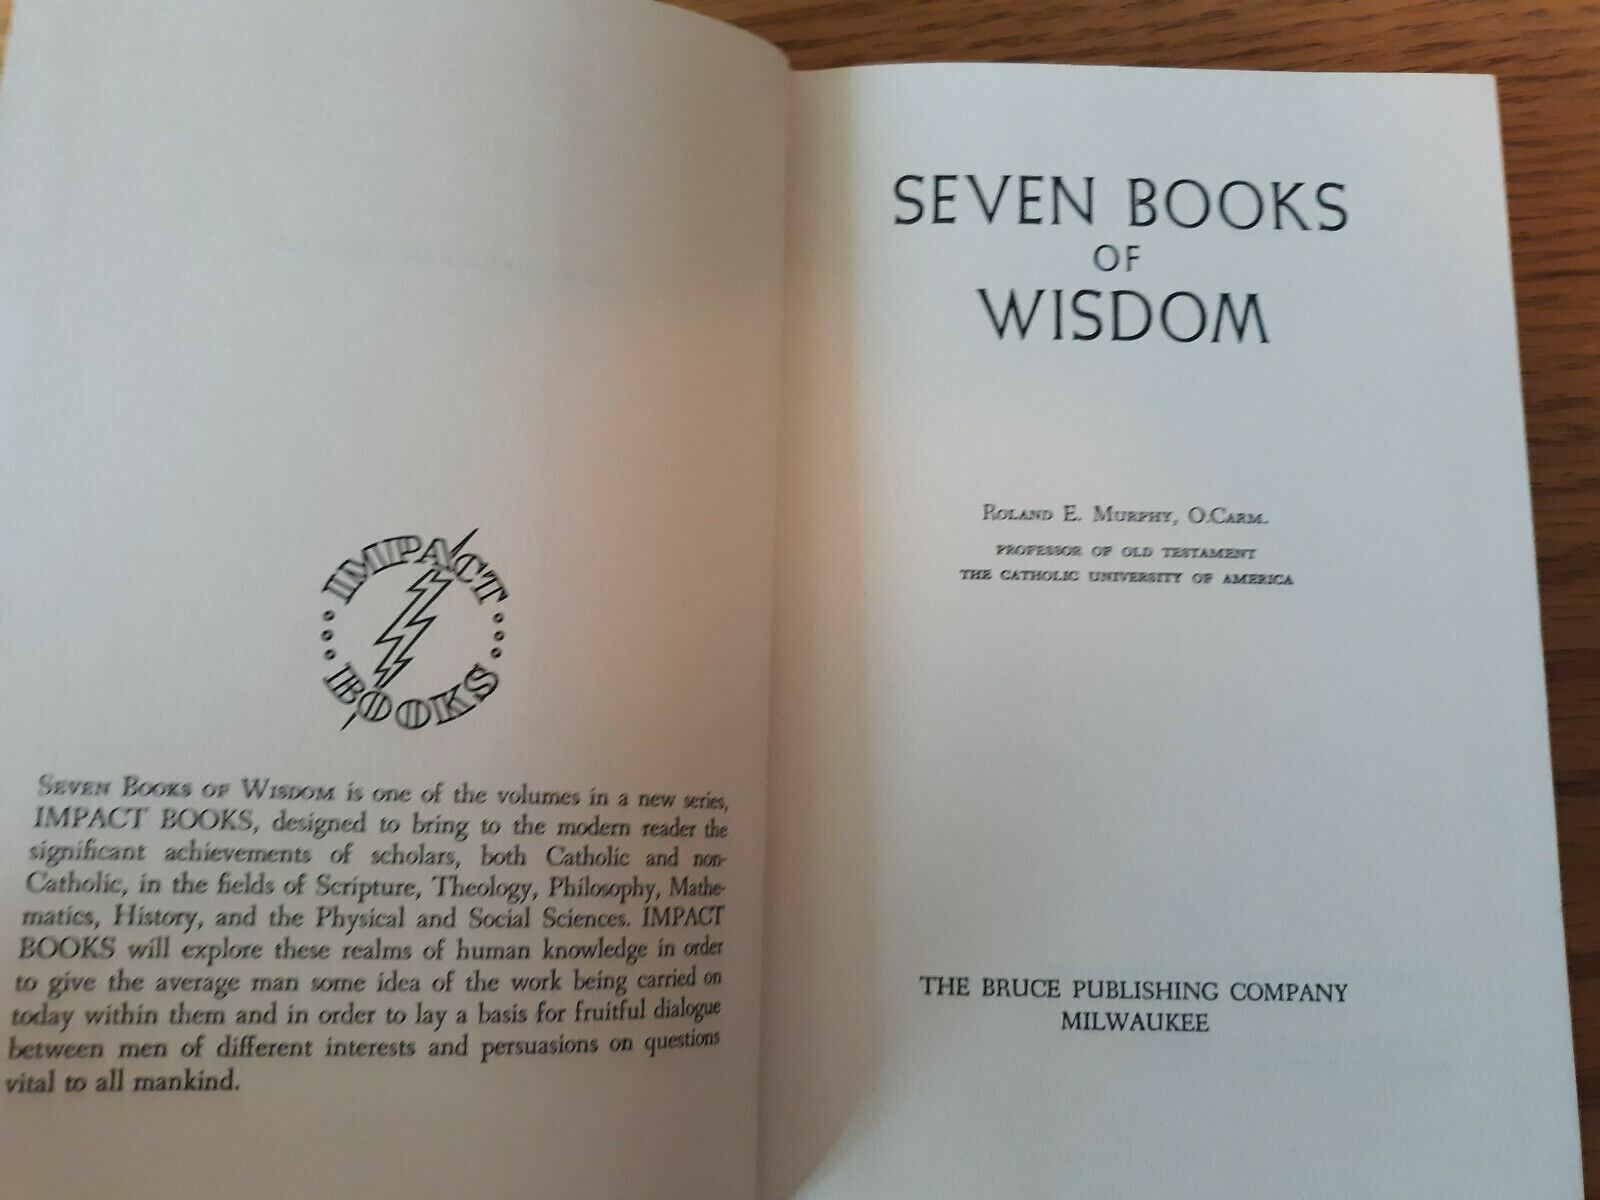 IMPACT
BOOKS
SEVEN BOOKS OF WISDOM is one of the volumes in a new series,
IMPACT BOOKS, designed to bring to the modern reader the
significant achievements of scholars, both Catholic and non-
Catholic, in the fields of Scripture, Theology, Philosophy, Mathe-
matics, History, and the Physical and Social Sciences. IMPACT
BOOKS will explore these realms of human knowledge in order
to give the average man some idea of the work being carried on
today within them and in order to lay a basis for fruitful dialogue
between men of different interests and persuasions on questions
vital to all mankind.
SEVEN BOOKS
OF
WISDOM
ROLAND E. MURPHY, O.CARM.
PROFESSOR OF OLD TESTAMENT
THE CATHOLIC UNIVERSITY OF AMERICA
THE BRUCE PUBLISHING COMPANY
MILWAUKEE